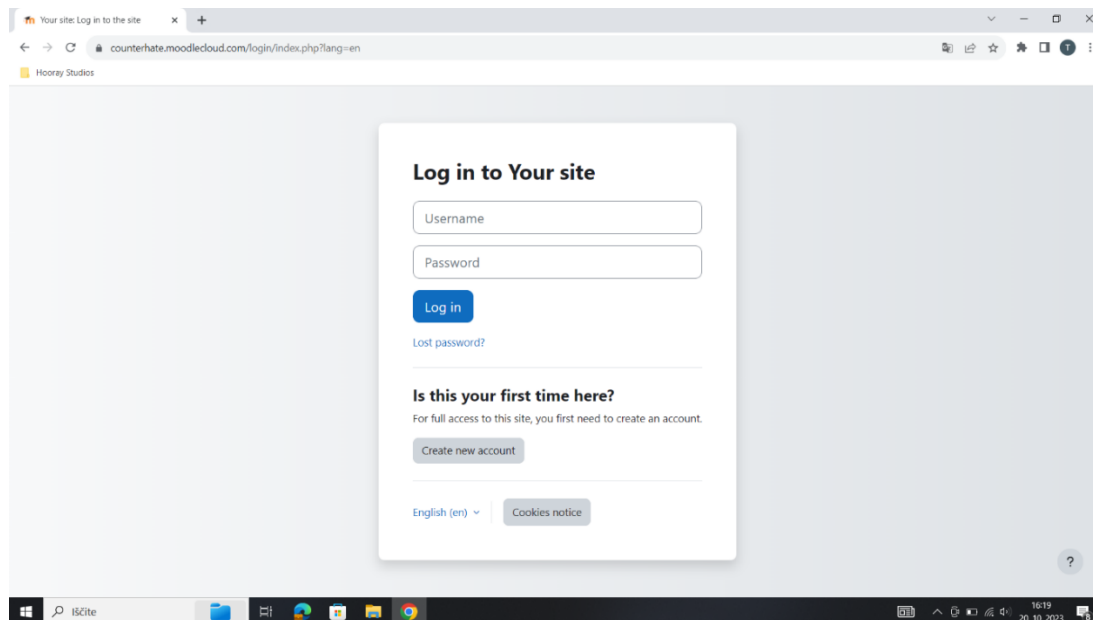 Your site: Log in to the site
counterhate.moodlecloud.com/login/index.php?lang=en
T
Hooray Studios
Log in to Your site
Username
Password
Log in
Lost password?
Is this your first time here?
For full access to this site, you first need to create an account.
Create new account
English (en)
Cookies notice
?
Iščite
16:19
20. 10. 2023